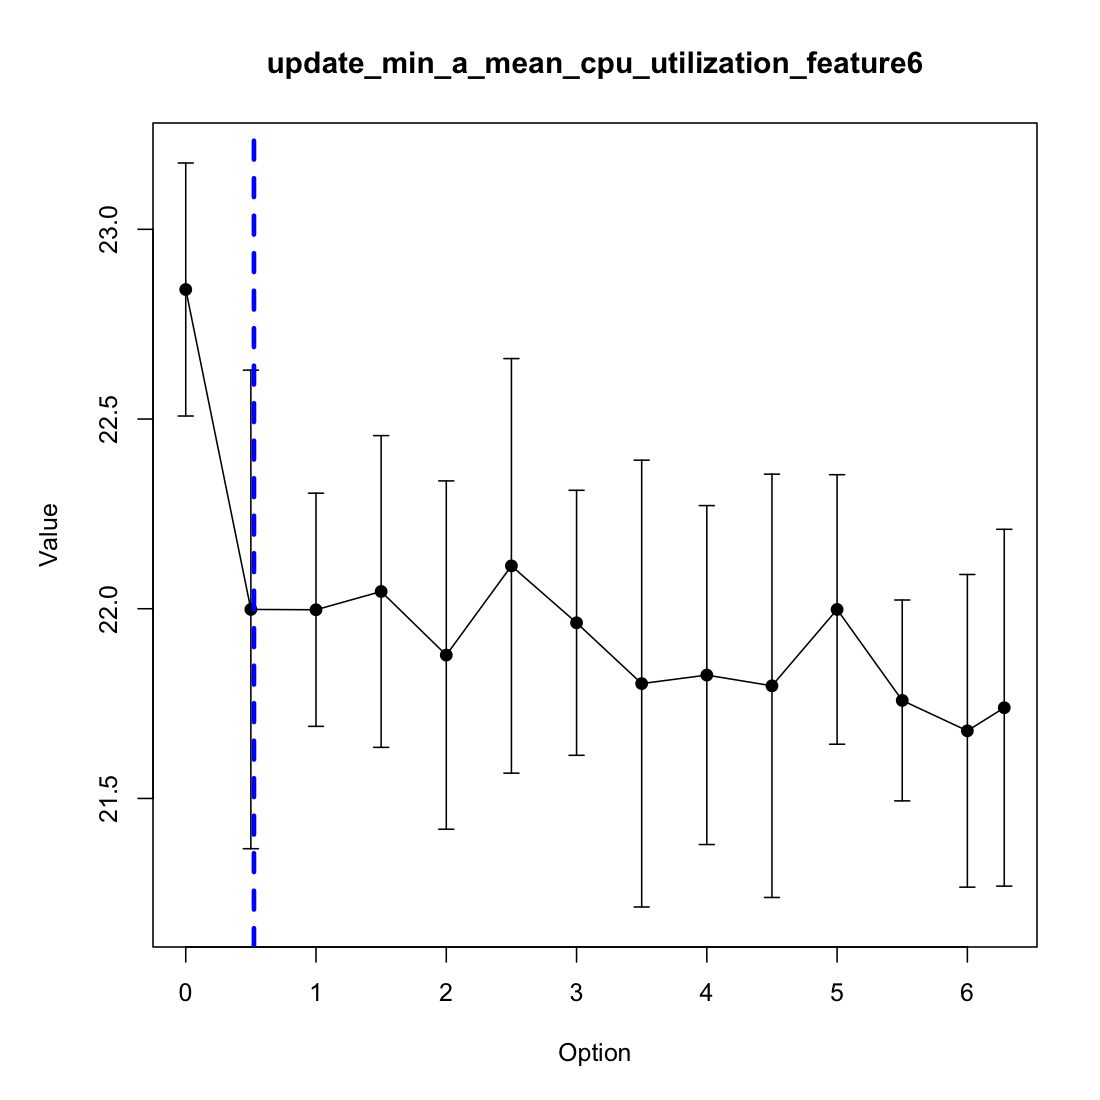 update_min_a_mean_cpu_utilization_feature6
Value
23.0
22.5
22.0
21.5
0 1 2 3 4 5 6
Option